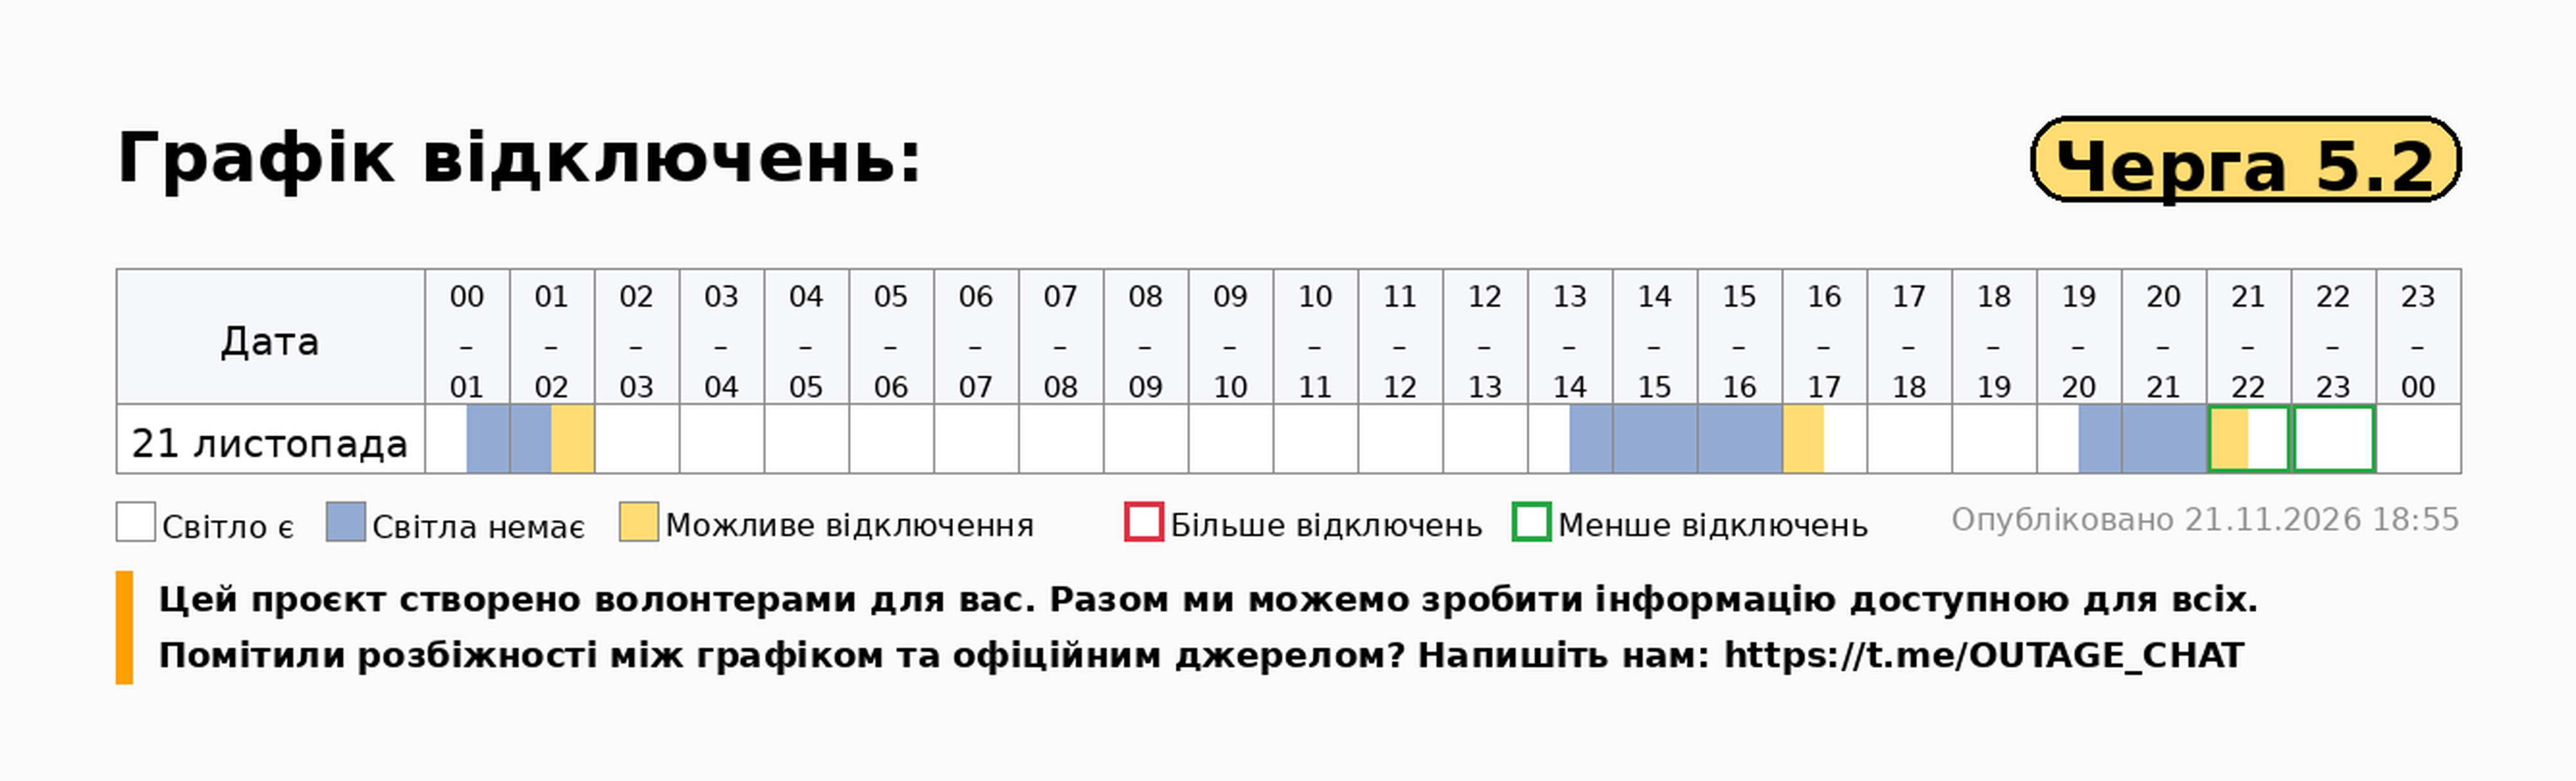 Графік відключень:
Черга 5.2
Дата
00 – 01
01 – 02
02 – 03
03 – 04
04 – 05
05 – 06
06 – 07
07 – 08
08 – 09
09 – 10
10 – 11
11 – 12
12 – 13
13 – 14
14 – 15
15 – 16
16 – 17
17 – 18
18 – 19
19 – 20
20 – 21
21 – 22
22 – 23
23 – 00
21 листопада
Світло є
Світла немає
Можливе відключення
Більше відключень
Менше відключень
Опубліковано 21.11.2026 18:55
Цей проєкт створено волонтерами для вас. Разом ми можемо зробити інформацію доступною для всіх.
Помітили розбіжності між графіком та офіційним джерелом? Напишіть нам: https://t.me/OUTAGE_CHAT